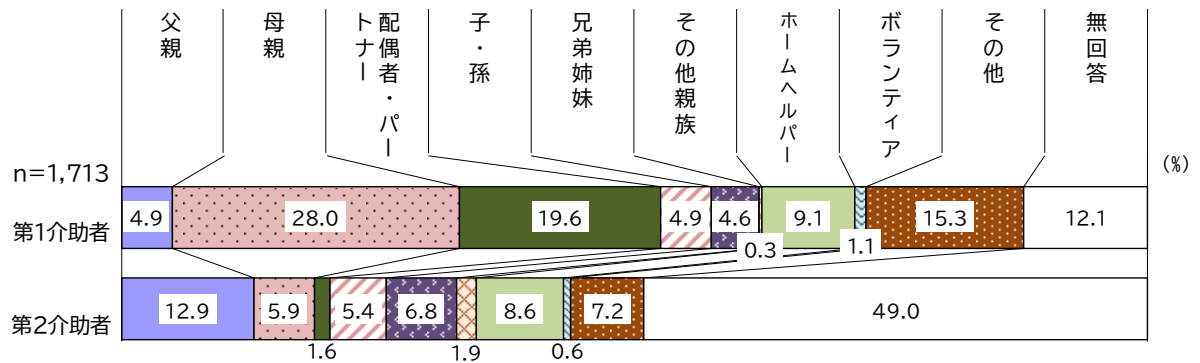 父親
母親
配偶者・パートナー
子・孫
兄弟姉妹
その他親族
ホームヘルパー
ボランティア
その他
無回答
n=1,713
(%)
第1介助者
4.9
28.0
19.6
4.9
4.6
0.3
9.1
1.1
15.3
12.1
第2介助者
12.9
5.9
1.6
5.4
6.8
1.9
8.6
0.6
7.2
49.0